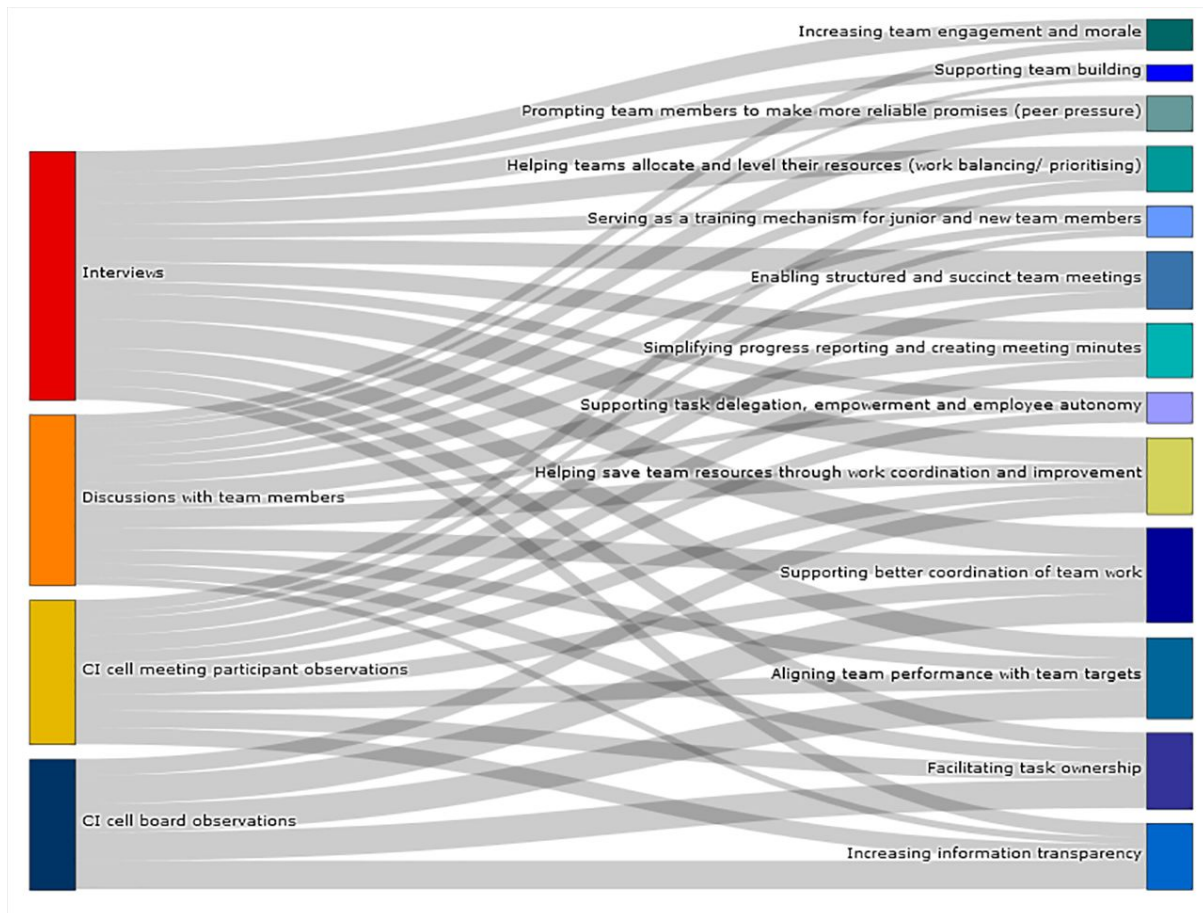 Increasing team engagement and morale
Supporting team building
Prompting team members to make more reliable promises (peer pressure)
Helping teams allocate and level their resources (work balancing/ prioritising)
Serving as a training mechanism for junior and new team members
Interviews
Enabling structured and succinct team meetings
Simplifying progress reporting and creating meeting minutes
Supporting task delegation, empowerment and employee autonomy
Helping save team resources through work coordination and improvement
Discussions with team members
Supporting better coordination of team work
CI cell meeting participant observations
Aligning team performance with team targets
Facilitating task ownership
CI cell board observations
Increasing information transparency